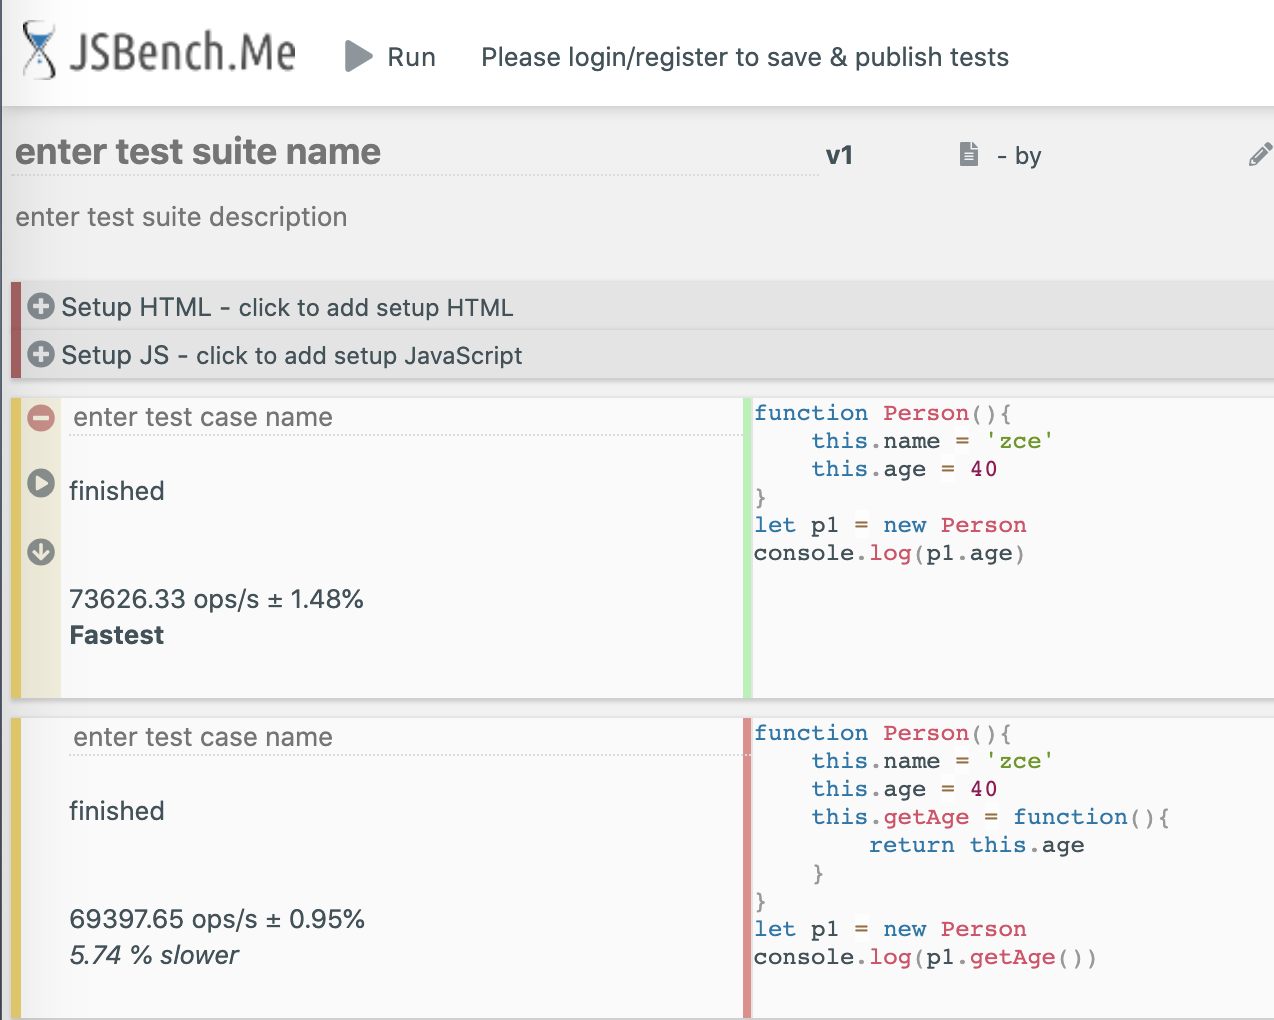 JSBench.Me
Run
Please login/register to save & publish tests
enter test suite name
v1
- by
enter test suite description
Setup HTML - click to add setup HTML
Setup JS - click to add setup JavaScript
enter test case name
finished
73626.33 ops/s ± 1.48%
Fastest
function Person(){
    this.name = 'zce'
    this.age = 40
}
let p1 = new Person
console.log(p1.age)
enter test case name
finished
69397.65 ops/s ± 0.95%
5.74 % slower
function Person(){
    this.name = 'zce'
    this.age = 40
    this.getAge = function(){
        return this.age
    }
}
let p1 = new Person
console.log(p1.getAge())